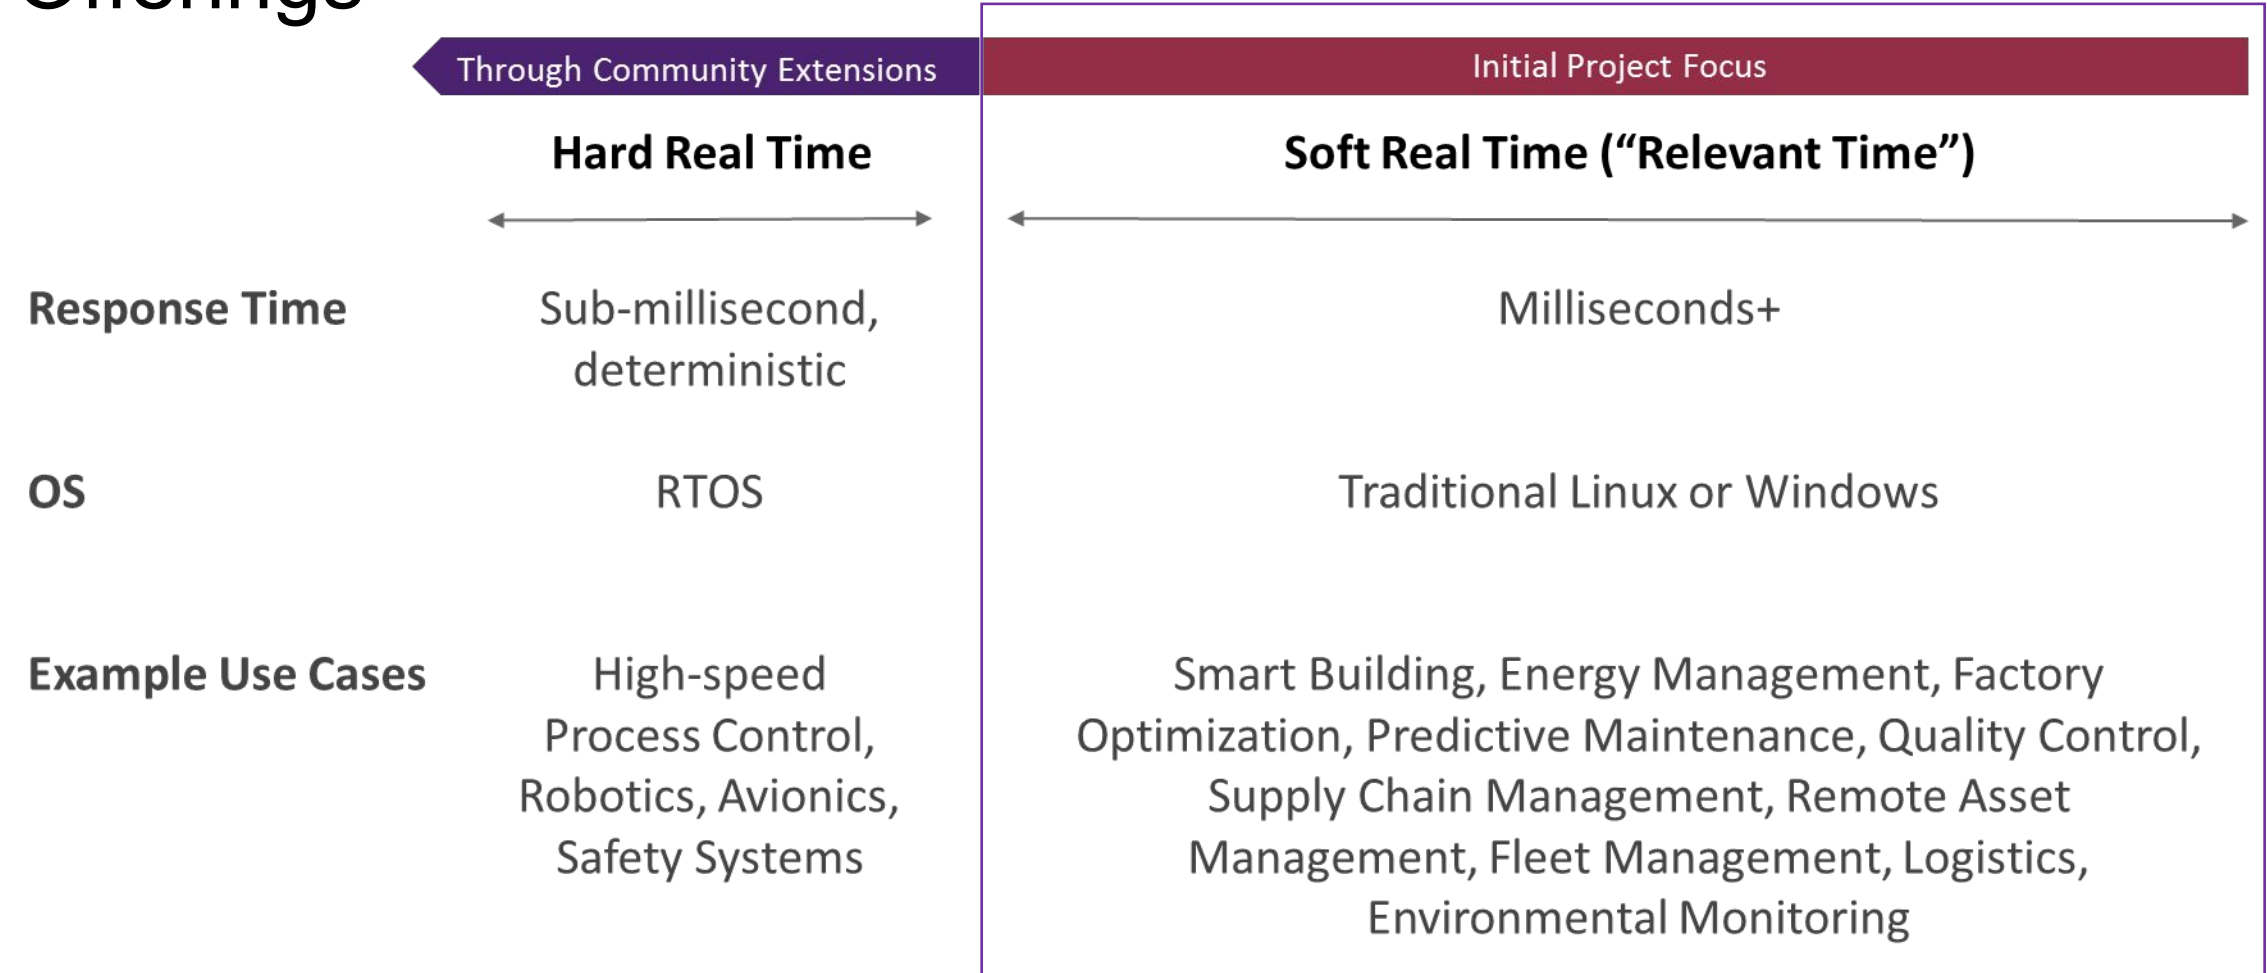 Offerings
Through Community Extensions
Initial Project Focus
Hard Real Time
Soft Real Time (“Relevant Time”)
Response Time
Sub-millisecond,
deterministic
Milliseconds+
OS
RTOS
Traditional Linux or Windows
Example Use Cases
High-speed
Process Control,
Robotics, Avionics,
Safety Systems
Smart Building, Energy Management, Factory
Optimization, Predictive Maintenance, Quality Control,
Supply Chain Management, Remote Asset
Management, Fleet Management, Logistics,
Environmental Monitoring